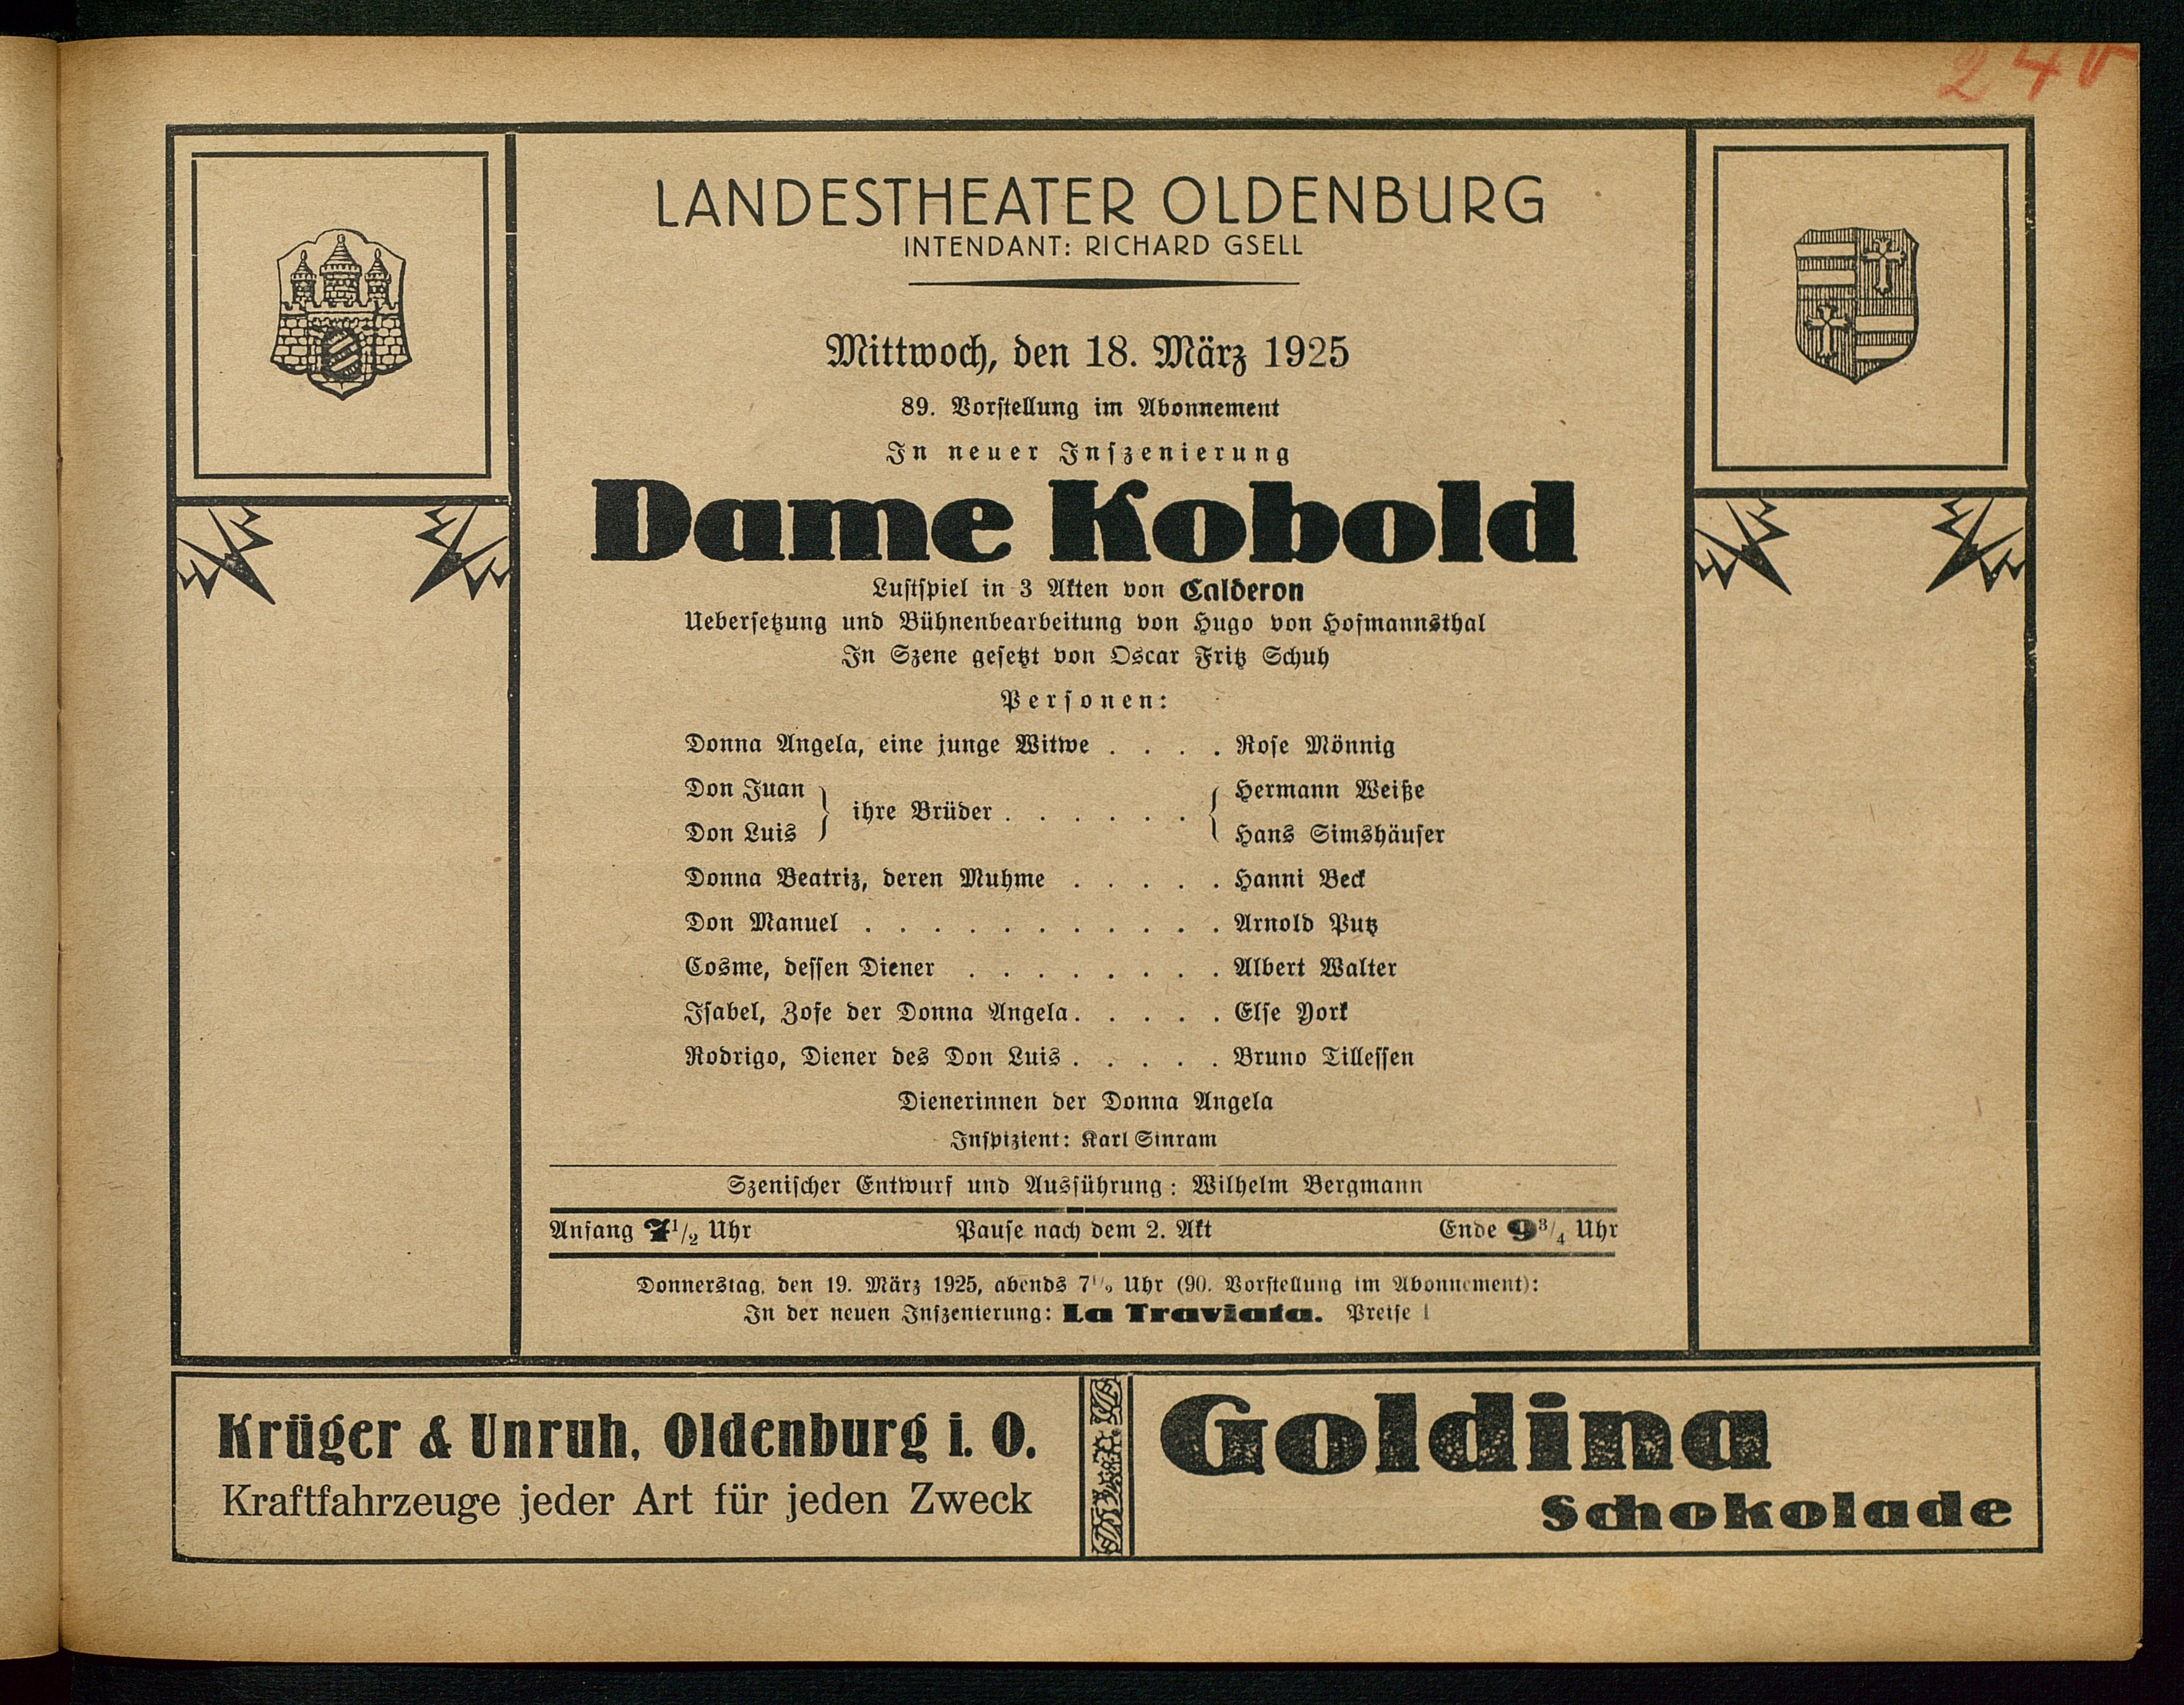 240
LANDESTHEATER OLDENBURG
INTENDANT: RICHARD GSELL
Mittwoch, den 18. März 1925
89. Vorstellung im Abonnement
In neuer Inszenierung
Dame Kobold
Lustspiel in 3 Akten von Calderon
Uebersetzung und Bühnenbearbeitung von Hugo von Hofmannsthal
In Szene gesetzt von Oscar Fritz Schuh
Personen:
Donna Angela, eine junge Witwe . . . . Rose Mönnig
Don Juan } ihre Brüder . . . . . . { Hermann Weiße
Don Luis Hans Simshäuser
Donna Beatriz, deren Muhme . . . . . Hanni Beck
Don Manuel . . . . . . . . . . . Arnold Putz
Cosme, dessen Diener . . . . . . . . Albert Walter
Isabel, Zofe der Donna Angela. . . . . Else York
Rodrigo, Diener des Don Luis . . . . . Bruno Tillessen
Dienerinnen der Donna Angela
Inspizient: Karl Sinram
Szenischer Entwurf und Ausführung: Wilhelm Bergmann
Anfang 7 1/2 Uhr Pause nach dem 2. Akt Ende 9 3/4 Uhr
Donnerstag, den 19. März 1925, abends 7 1/2 Uhr (90. Vorstellung im Abonnement):
In der neuen Inszenierung: La Traviata. Preise I
Krüger & Unruh, Oldenburg i. O.
Kraftfahrzeuge jeder Art für jeden Zweck
Goldina
Schokolade